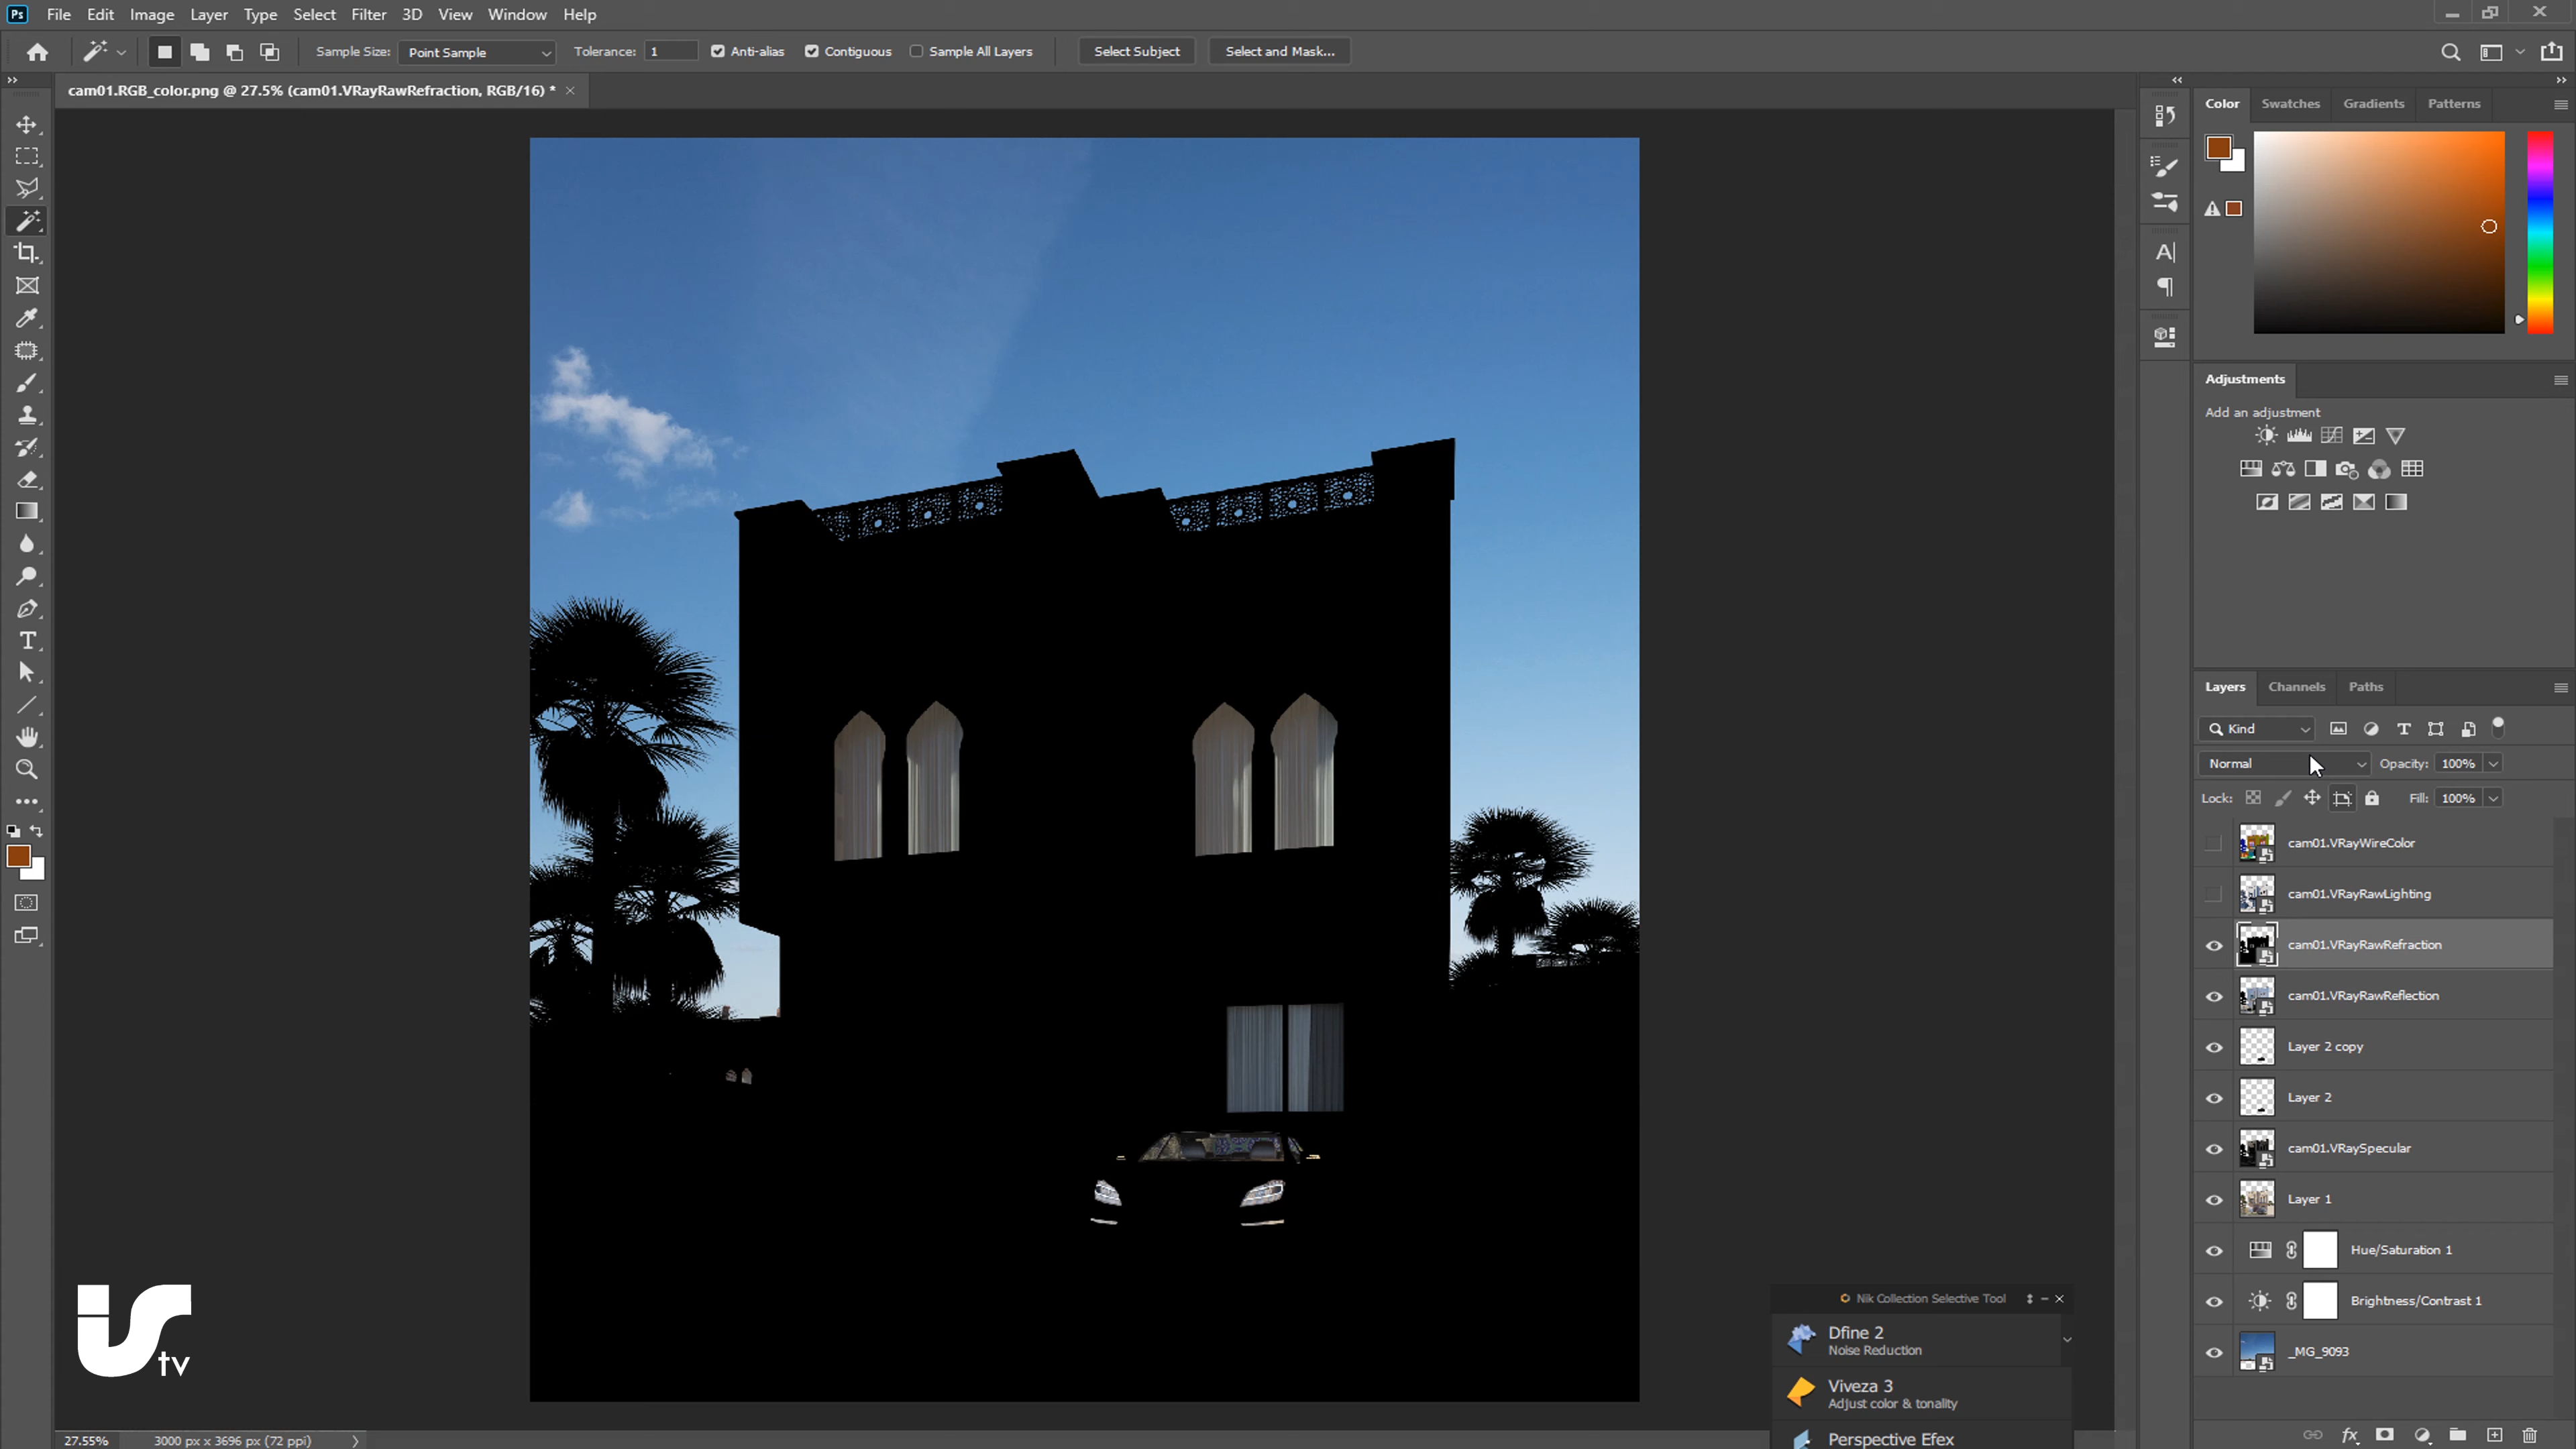 Ps File Edit Image Layer Type Select Filter 3D View Window Help
Sample Size: Point Sample Tolerance: 1 Anti-alias Contiguous Sample All Layers Select Subject Select and Mask...
cam01.RGB_color.png @ 27.5% (cam01.VRayRawRefraction, RGB/16) *
Color Swatches Gradients Patterns
Adjustments
Add an adjustment
Layers Channels Paths
Kind
Normal Opacity: 100%
Lock: Fill: 100%
cam01.VRayWireColor
cam01.VRayRawLighting
cam01.VRayRawRefraction
cam01.VRayRawReflection
Layer 2 copy
Layer 2
cam01.VRaySpecular
Layer 1
Hue/Saturation 1
Brightness/Contrast 1
_MG_9093
Nik Collection Selective Tool
Dfine 2
Noise Reduction
Viveza 3
Adjust color & tonality
Perspective Efex
tv
27.55% 3000 px x 3696 px (72 ppi)